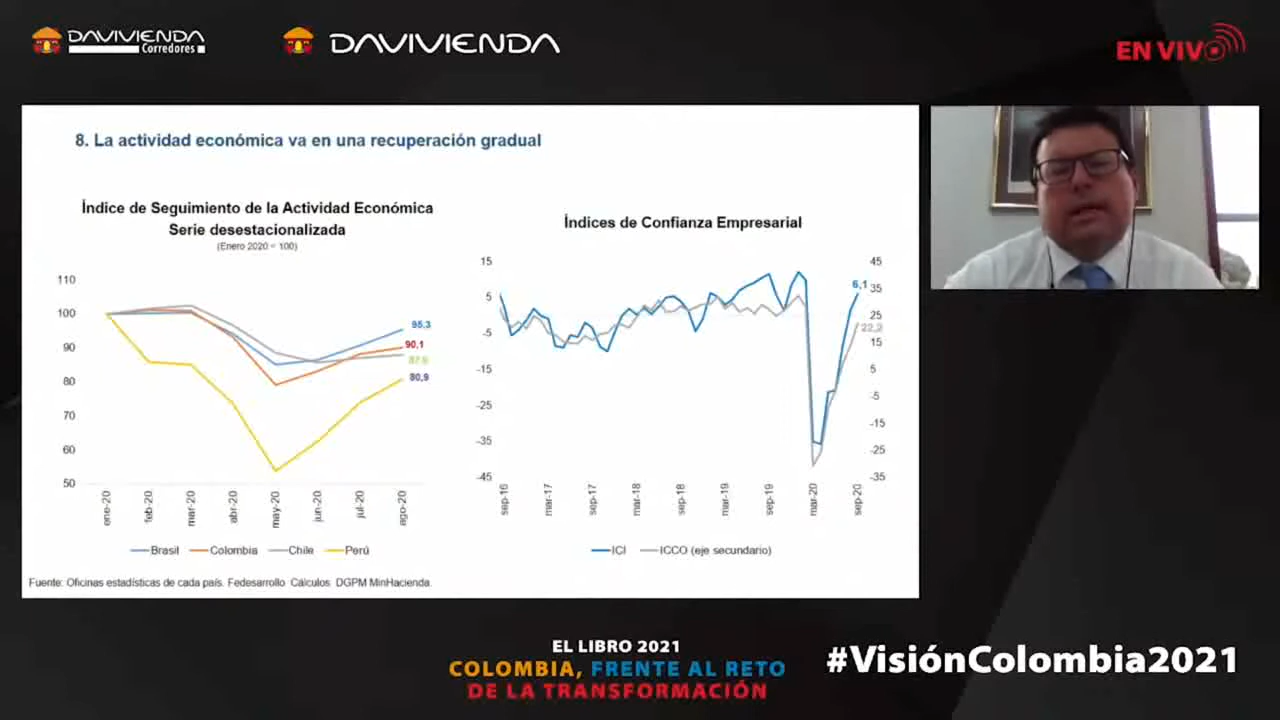 DAVIVIENDA
Corredores
DAVIVIENDA
EN VIVO
8. La actividad económica va en una recuperación gradual
Índice de Seguimiento de la Actividad Económica
Serie desestacionalizada
(Enero 2020 = 100)
110
100
90
80
70
60
50
95,3
90,1
80,9
ene-20
feb-20
mar-20
abr-20
may-20
jun-20
jul-20
ago-20
Brasil
Colombia
Chile
Perú
Índices de Confianza Empresarial
15
5
-5
-15
-25
-35
-45
45
35
25
15
5
-5
-15
-25
-35
6,1
22,2
sep-16
mar-17
sep-17
mar-18
sep-18
mar-19
sep-19
mar-20
sep-20
ICI
ICCO (eje secundario)
Fuente: Oficinas estadísticas de cada país. Fedesarrollo Cálculos: DGPM MinHacienda.
EL LIBRO 2021
COLOMBIA, FRENTE AL RETO
DE LA TRANSFORMACIÓN
#VisiónColombia2021